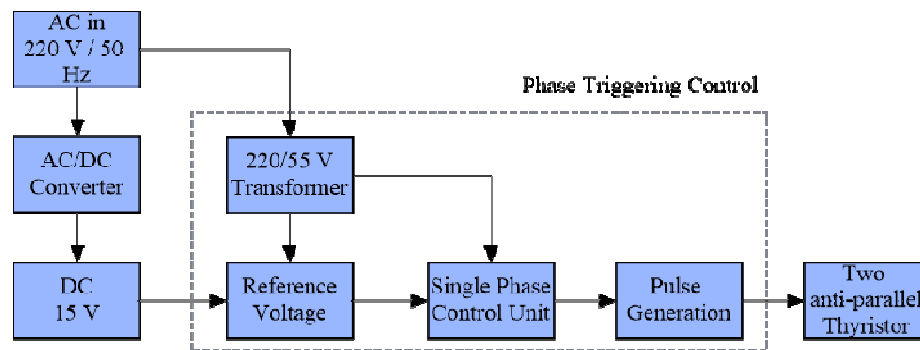 AC in
220 V / 50
Hz
Phase Triggering Control
AC/DC
Converter
220/55 V
Transformer
DC
15 V
Reference
Voltage
Single Phase
Control Unit
Pulse
Generation
Two
anti-parallel
Thyristor